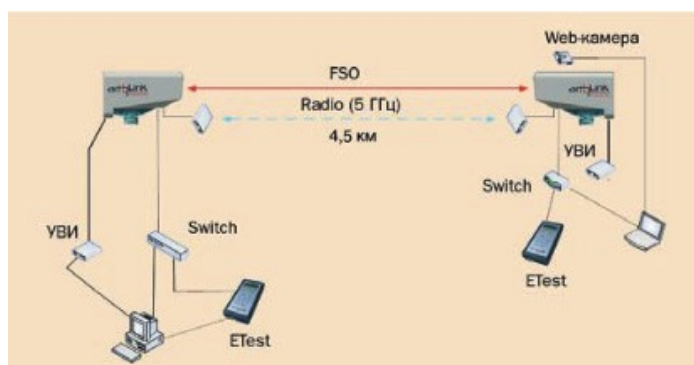 Web-камера
FSO
Radio (5 ГГц)
4,5 км
УВИ
Switch
УВИ
Switch
ETest
ETest